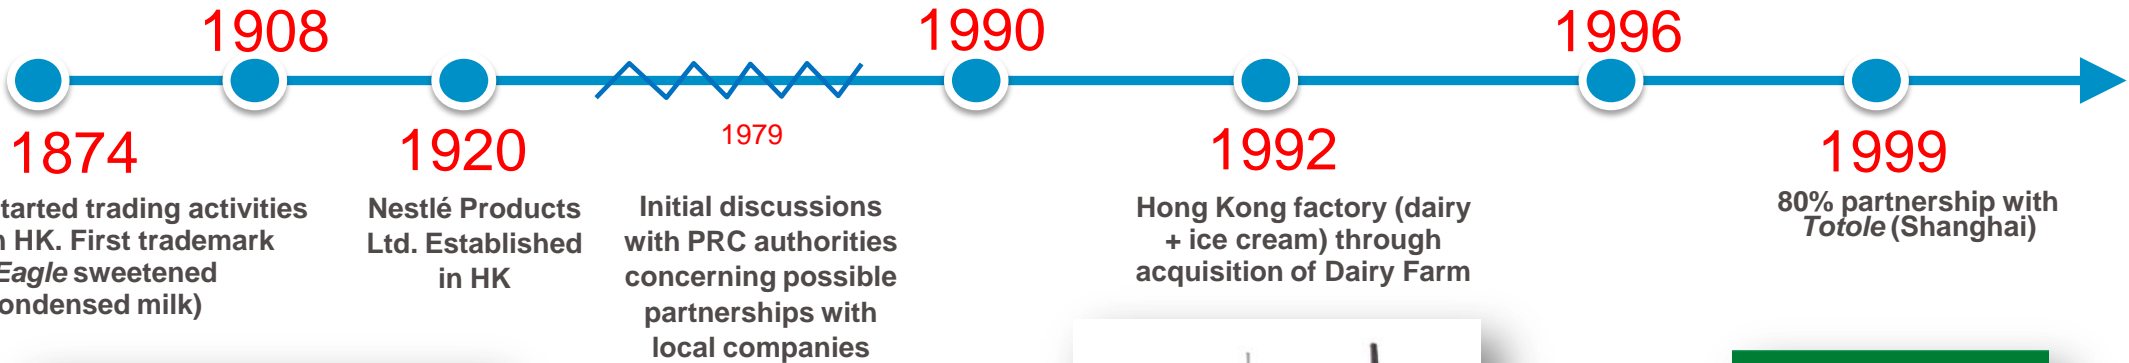 1908
1990
1996
1874
1920
1979
1992
1999
tarted trading activities
HK. First trademark
Eagle sweetened
ondensed milk)
Nestlé Products
Ltd. Established
in HK
Initial discussions
with PRC authorities
concerning possible
partnerships with
local companies
Hong Kong factory (dairy
+ ice cream) through
acquisition of Dairy Farm
80% partnership with
Totole (Shanghai)